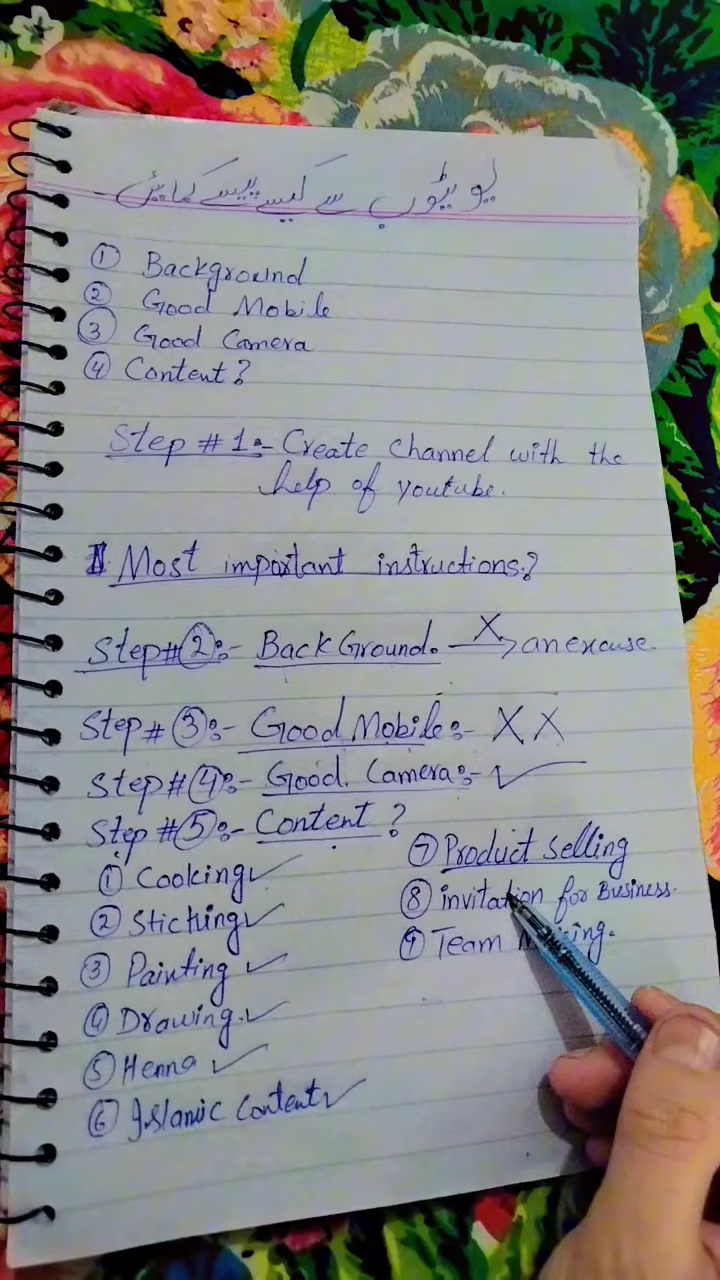 یوٹیوب سے کیسے پیسے کمائیں
① Background
② Good Mobile
③ Good Camera
④ Content?
Step # 1:- Create channel with the
help of youtube.
Most important instructions?
Step#②:- BackGround. X an excuse.
Step # ③:- Good Mobile:- X X
Step #④:- Good. Camera:- ✓
Step #⑤:- Content?
① Cooking ✓
② Stiching ✓
③ Painting ✓
④ Drawing. ✓
⑤ Henna ✓
⑥ Islamic Content ✓
⑦ Product selling
⑧ invitation for Business.
⑨ Team